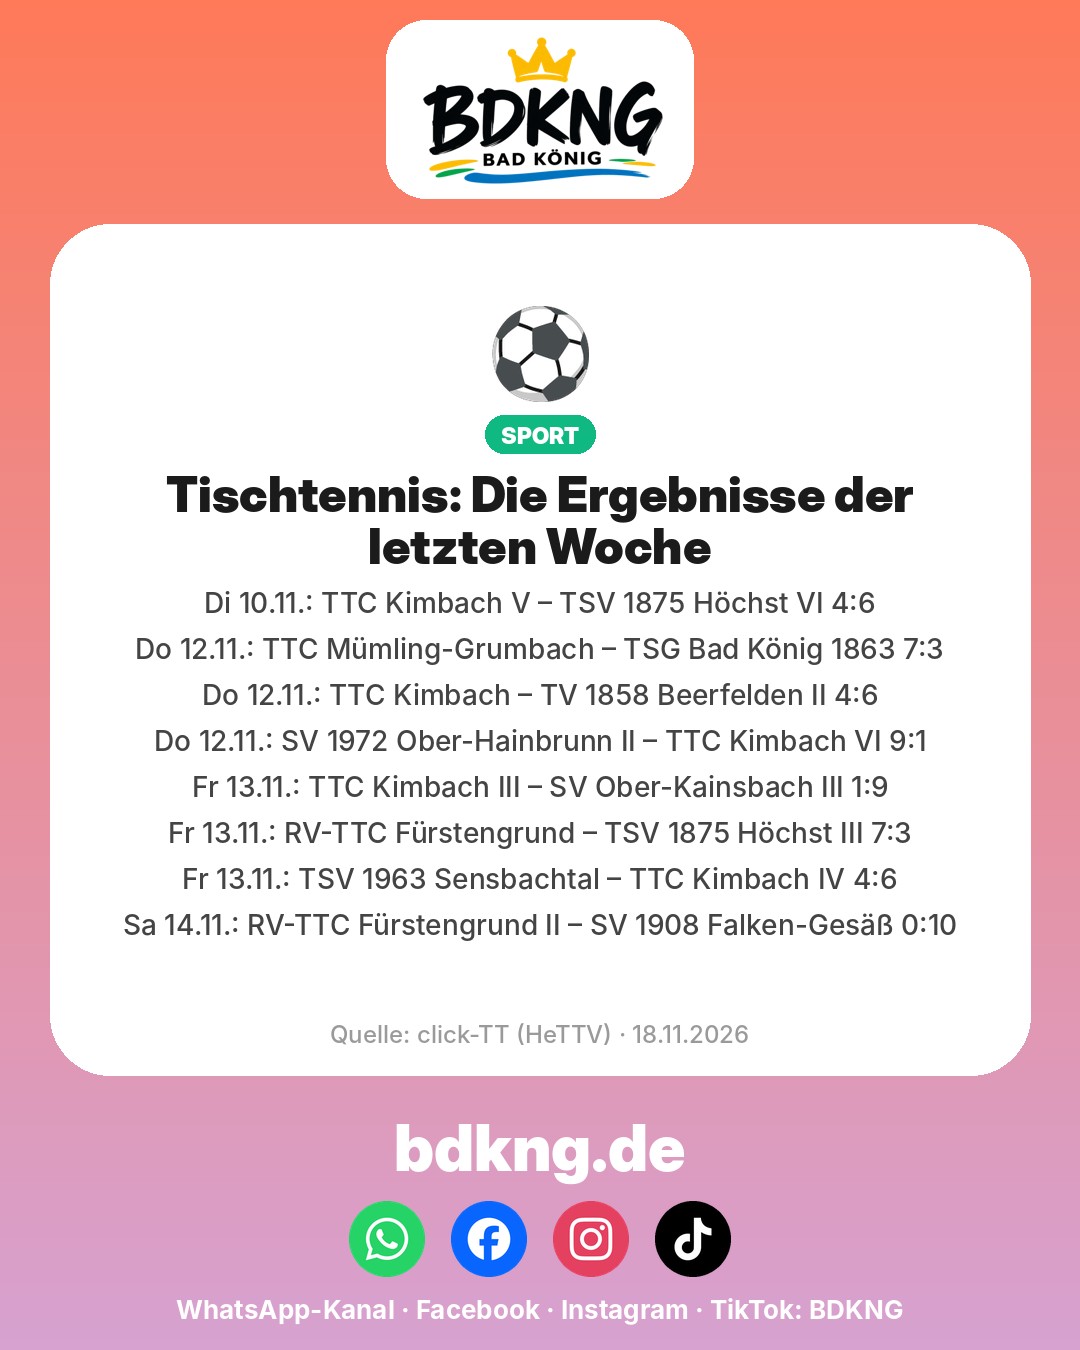 BDKNG
BAD KÖNIG
SPORT
Tischtennis: Die Ergebnisse der
letzten Woche
Di 10.11.: TTC Kimbach V – TSV 1875 Höchst VI 4:6
Do 12.11.: TTC Mümling-Grumbach – TSG Bad König 1863 7:3
Do 12.11.: TTC Kimbach – TV 1858 Beerfelden II 4:6
Do 12.11.: SV 1972 Ober-Hainbrunn II – TTC Kimbach VI 9:1
Fr 13.11.: TTC Kimbach III – SV Ober-Kainsbach III 1:9
Fr 13.11.: RV-TTC Fürstengrund – TSV 1875 Höchst III 7:3
Fr 13.11.: TSV 1963 Sensbachtal – TTC Kimbach IV 4:6
Sa 14.11.: RV-TTC Fürstengrund II – SV 1908 Falken-Gesäß 0:10
Quelle: click-TT (HeTTV) · 18.11.2026
bdkng.de
WhatsApp-Kanal · Facebook · Instagram · TikTok: BDKNG